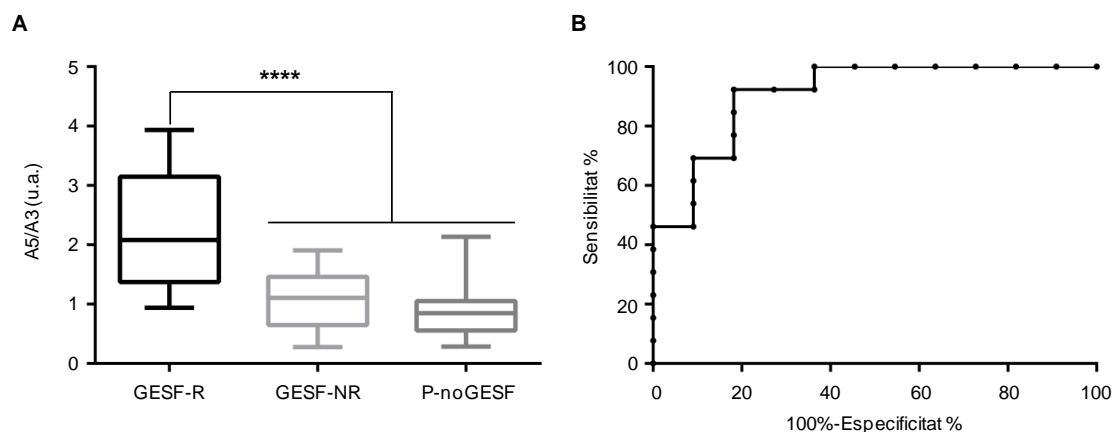 A
B
5
4
3
2
1
0
A5/A3 (u.a.)
****
GESF-R
GESF-NR
P-noGESF
100
80
60
40
20
0
Sensibilitat %
0
20
40
60
80
100
100%-Especificitat %